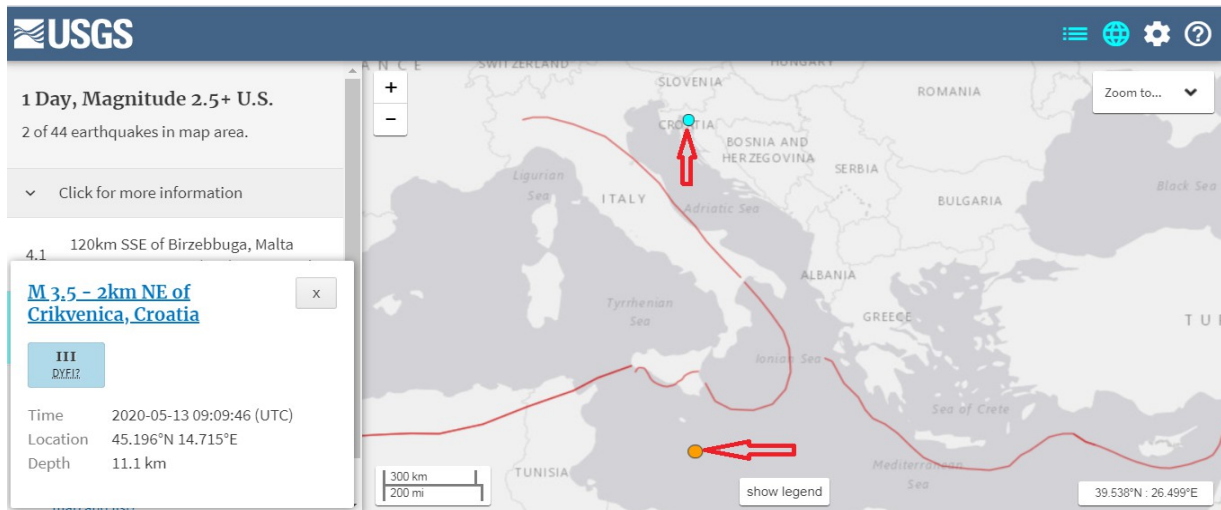 USGS
1 Day, Magnitude 2.5+ U.S.
2 of 44 earthquakes in map area.
Click for more information
4.1
120km SSE of Birzebbuga, Malta
M 3.5 - 2km NE of
Crikvenica, Croatia
x
III
DYFI?
Time 2020-05-13 09:09:46 (UTC)
Location 45.196°N 14.715°E
Depth 11.1 km
+
−
Zoom to...
A N C E
SWITZERLAND
HUNGARY
SLOVENIA
ROMANIA
CROATIA
BOSNIA AND
HERZEGOVINA
SERBIA
Ligurian
Sea
ITALY
Adriatic Sea
BULGARIA
Black Sea
ALBANIA
Tyrrhenian
Sea
GREECE
T U
Ionian Sea
Sea of Crete
TUNISIA
Mediterranean
Sea
300 km
200 mi
show legend
39.538°N : 26.499°E